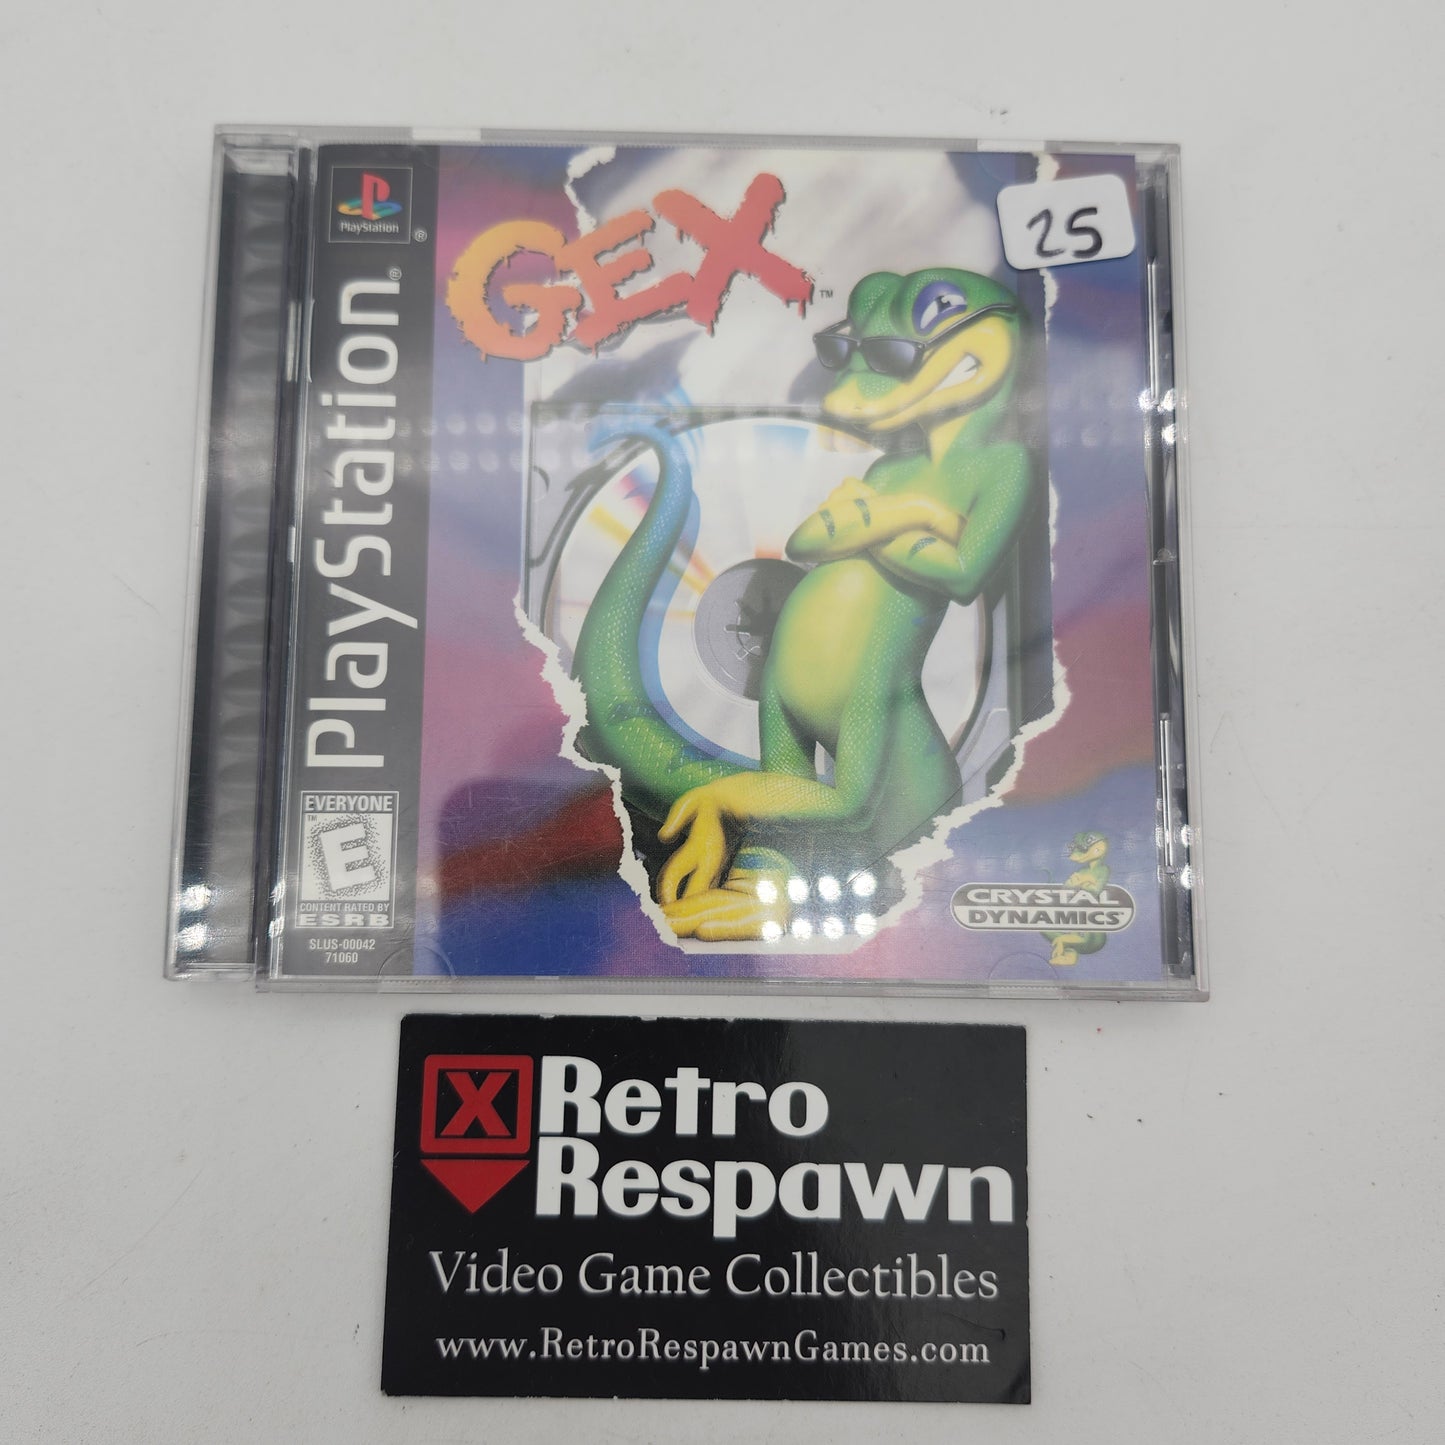 PlayStation ®
PlayStation ®
GEX ™
25
EVERYONE
™
E
CONTENT RATED BY
ESRB
SLUS-00042
71060
CRYSTAL
DYNAMICS
X
Retro
Respawn
Video Game Collectibles
www.RetroRespawnGames.com